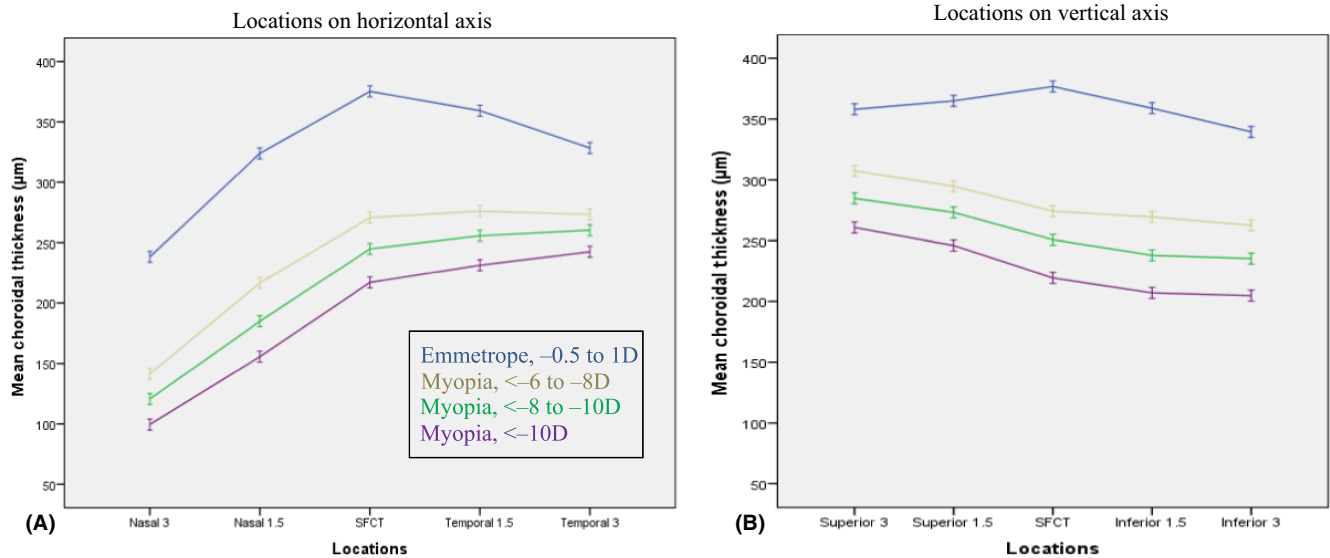 Locations on horizontal axis
400
350
300
250
200
150
100
50
Mean choroidal thickness (µm)
Emmetrope, –0.5 to 1D
Myopia, <–6 to –8D
Myopia, <–8 to –10D
Myopia, <–10D
Nasal 3 Nasal 1.5 SFCT Temporal 1.5 Temporal 3
Locations
(A)
Locations on vertical axis
400
350
300
250
200
150
100
50
Mean choroidal thickness (µm)
Superior 3 Superior 1.5 SFCT Inferior 1.5 Inferior 3
Locations
(B)